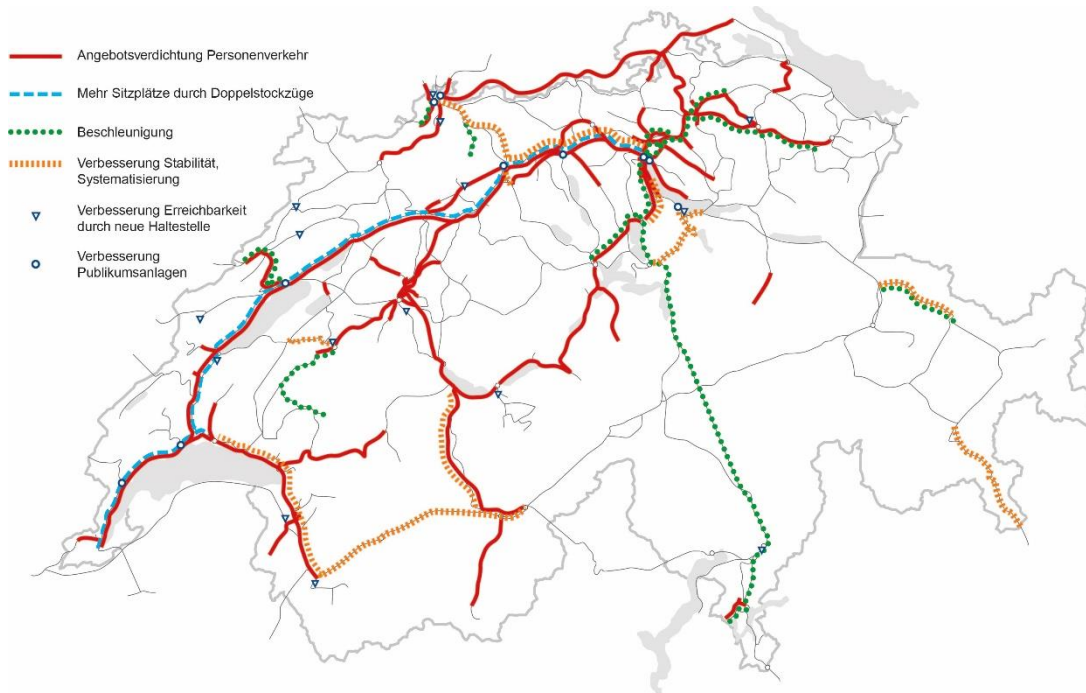 Angebotsverdichtung Personenverkehr
Mehr Sitzplätze durch Doppelstockzüge
Beschleunigung
Verbesserung Stabilität,
Systematisierung
Verbesserung Erreichbarkeit
durch neue Haltestelle
Verbesserung
Publikumsanlagen